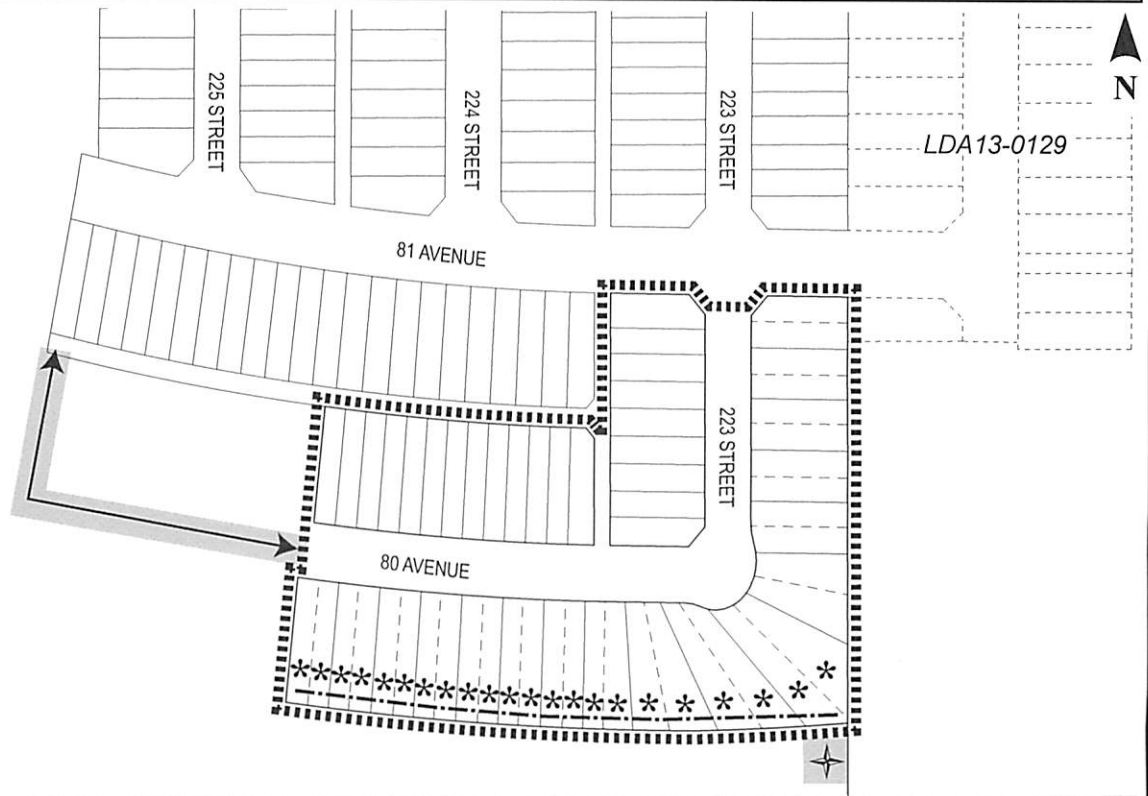 N
225 STREET
224 STREET
223 STREET
LDA13-0129
81 AVENUE
223 STREET
80 AVENUE